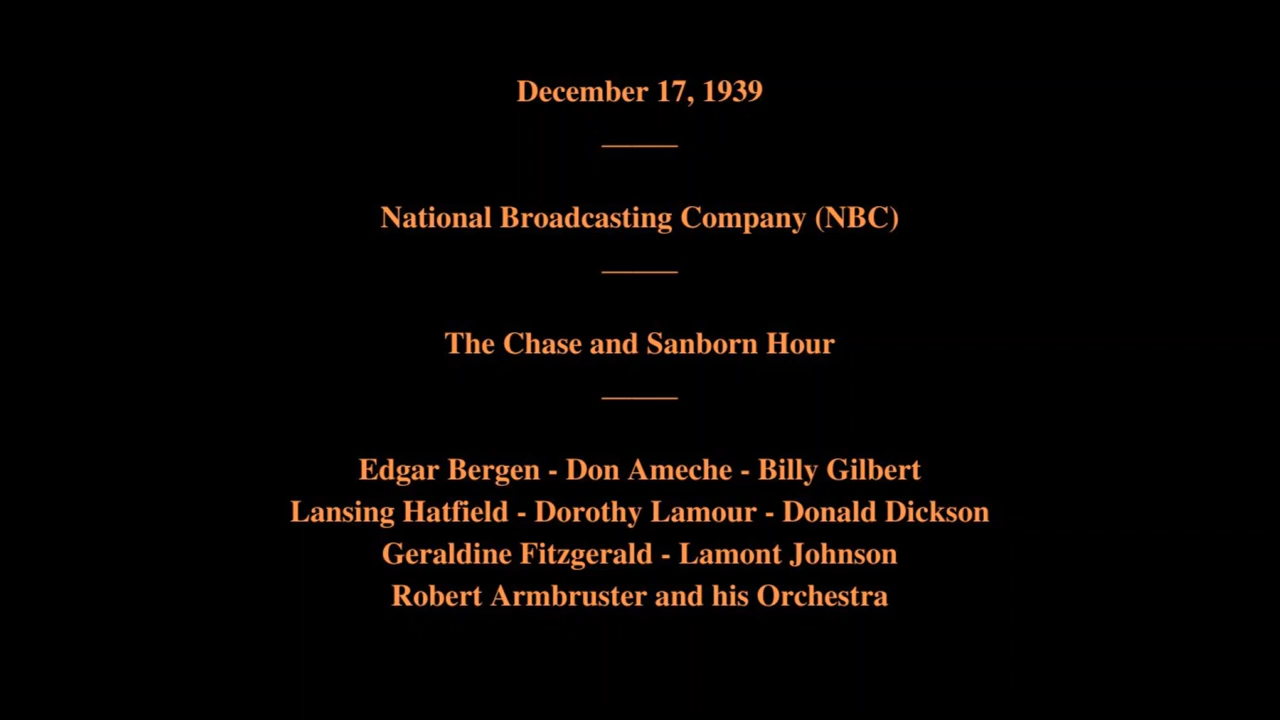 December 17, 1939
National Broadcasting Company (NBC)
The Chase and Sanborn Hour
Edgar Bergen - Don Ameche - Billy Gilbert
Lansing Hatfield - Dorothy Lamour - Donald Dickson
Geraldine Fitzgerald - Lamont Johnson
Robert Armbruster and his Orchestra